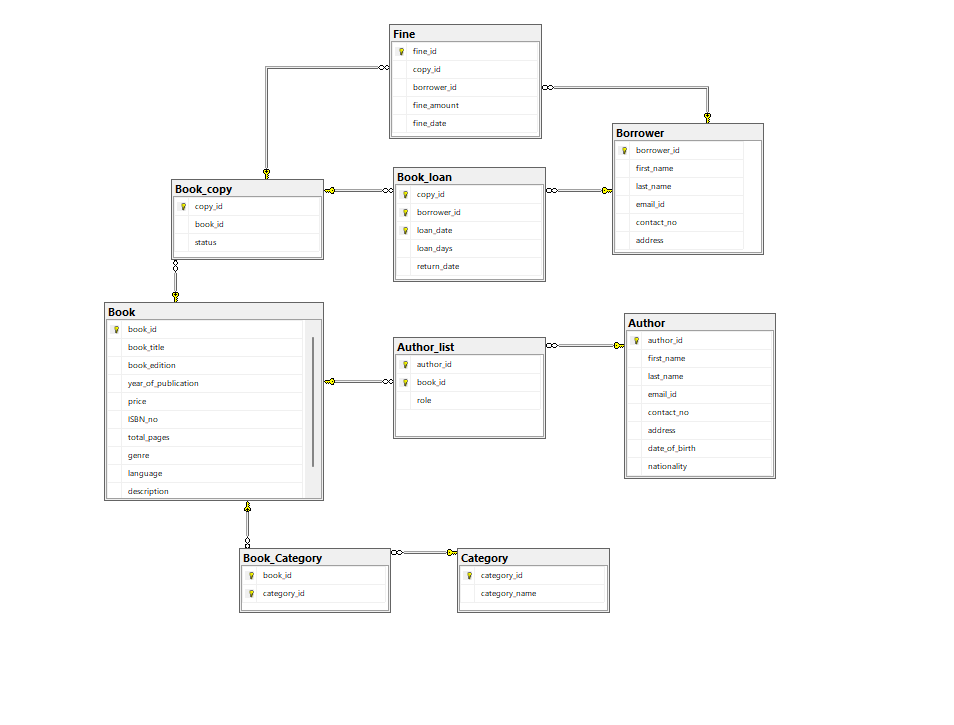 Fine
fine_id
copy_id
borrower_id
fine_amount
fine_date
Borrower
borrower_id
first_name
last_name
email_id
contact_no
address
Book_loan
copy_id
borrower_id
loan_date
loan_days
return_date
Book_copy
copy_id
book_id
status
Book
book_id
book_title
book_edition
year_of_publication
price
ISBN_no
total_pages
genre
language
description
Author_list
author_id
book_id
role
Author
author_id
first_name
last_name
email_id
contact_no
address
date_of_birth
nationality
Book_Category
book_id
category_id
Category
category_id
category_name